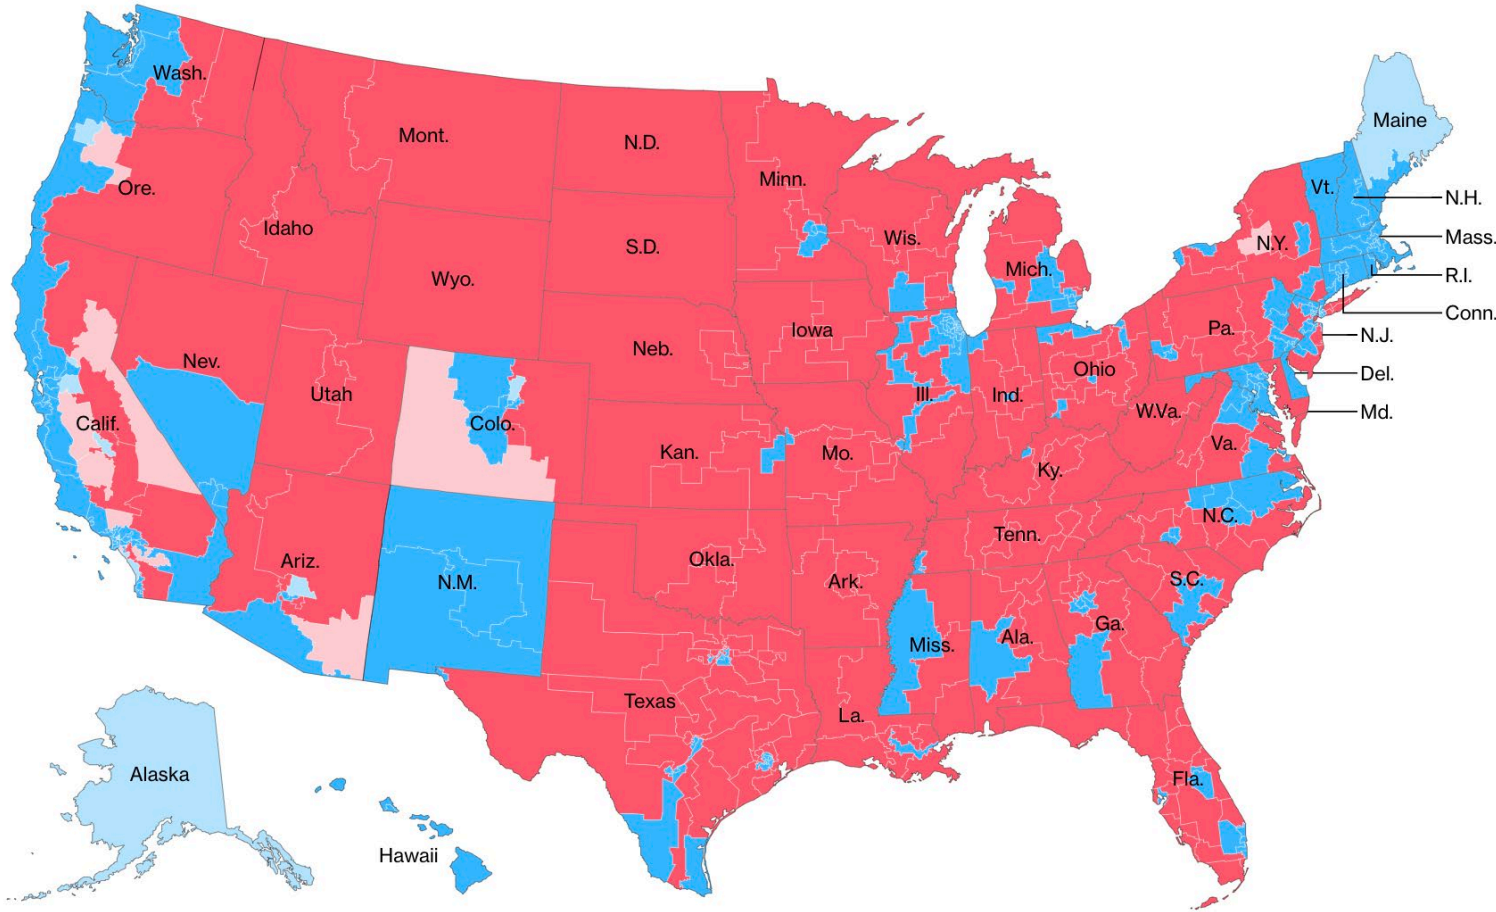 Wash.
Mont.
N.D.
Minn.
Maine
Ore.
Idaho
S.D.
Wis.
Vt.
N.H.
Wyo.
Mich.
N.Y.
Mass.
R.I.
Conn.
Iowa
Pa.
N.J.
Nev.
Neb.
Ohio
Del.
Utah
Ill.
Ind.
W.Va.
Md.
Calif.
Colo.
Kan.
Mo.
Ky.
Va.
N.C.
Tenn.
Ariz.
N.M.
Okla.
Ark.
S.C.
Miss.
Ala.
Ga.
Texas
La.
Alaska
Fla.
Hawaii